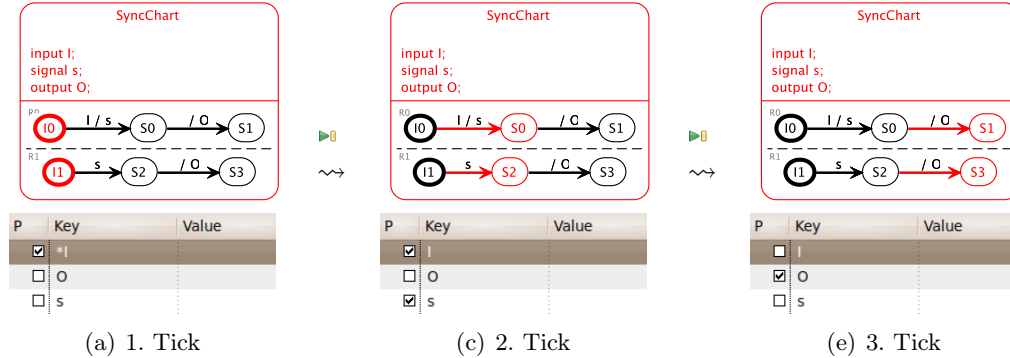 SyncChart
input I;
signal s;
output O;
R0
I0 I / s S0 / O S1
R1
I1 s S2 / O S3
P Key Value
*I
O
s
(a) 1. Tick
SyncChart
input I;
signal s;
output O;
R0
I0 I / s S0 / O S1
R1
I1 s S2 / O S3
P Key Value
I
O
s
(c) 2. Tick
SyncChart
input I;
signal s;
output O;
R0
I0 I / s S0 / O S1
R1
I1 s S2 / O S3
P Key Value
I
O
s
(e) 3. Tick